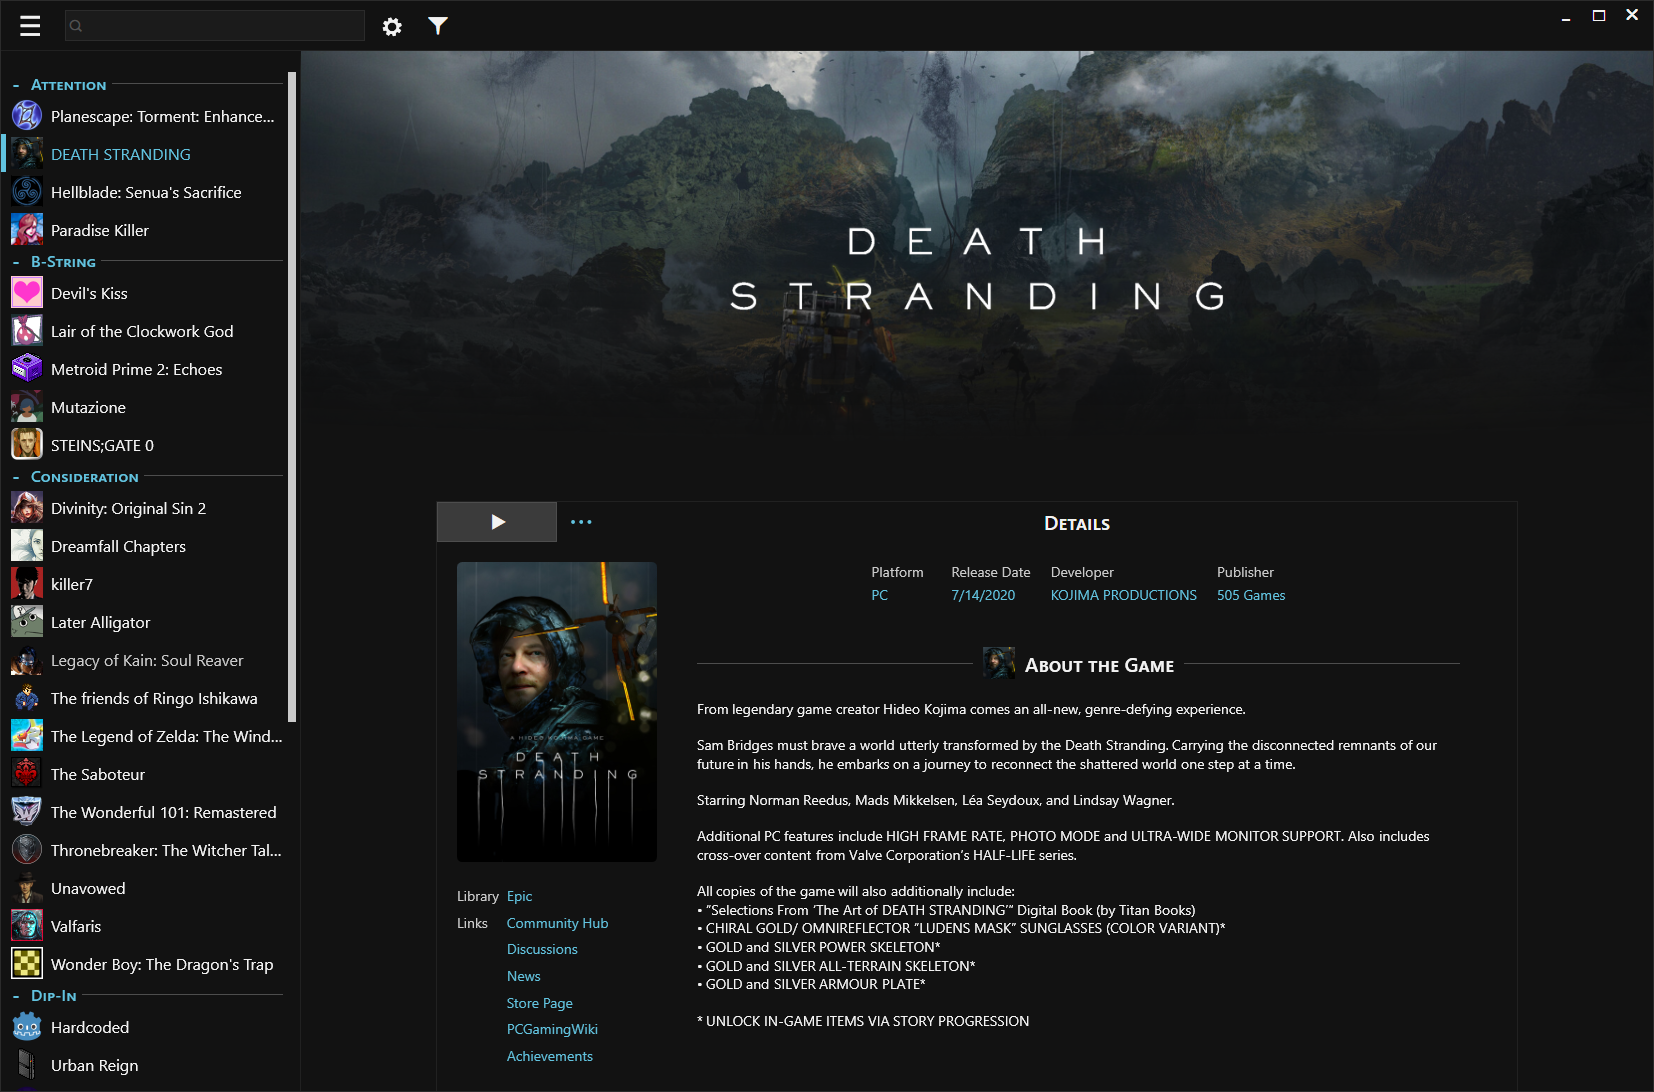 - Attention
Planescape: Torment: Enhance...
DEATH STRANDING
Hellblade: Senua's Sacrifice
Paradise Killer
- B-String
Devil's Kiss
Lair of the Clockwork God
Metroid Prime 2: Echoes
Mutazione
STEINS;GATE 0
- Consideration
Divinity: Original Sin 2
Dreamfall Chapters
killer7
Later Alligator
Legacy of Kain: Soul Reaver
The friends of Ringo Ishikawa
The Legend of Zelda: The Wind...
The Saboteur
The Wonderful 101: Remastered
Thronebreaker: The Witcher Tal...
Unavowed
Valfaris
Wonder Boy: The Dragon's Trap
- Dip-In
Hardcoded
Urban Reign
DEATH
STRANDING
Details
Platform Release Date Developer Publisher
PC 7/14/2020 KOJIMA PRODUCTIONS 505 Games
A HIDEO KOJIMA GAME
DEATH
STRANDING
Library Epic
Links Community Hub
Discussions
News
Store Page
PCGamingWiki
Achievements
About the Game
From legendary game creator Hideo Kojima comes an all-new, genre-defying experience.
Sam Bridges must brave a world utterly transformed by the Death Stranding. Carrying the disconnected remnants of our
future in his hands, he embarks on a journey to reconnect the shattered world one step at a time.
Starring Norman Reedus, Mads Mikkelsen, Léa Seydoux, and Lindsay Wagner.
Additional PC features include HIGH FRAME RATE, PHOTO MODE and ULTRA-WIDE MONITOR SUPPORT. Also includes
cross-over content from Valve Corporation’s HALF-LIFE series.
All copies of the game will also additionally include:
• “Selections From ‘The Art of DEATH STRANDING’“ Digital Book (by Titan Books)
• CHIRAL GOLD/ OMNIREFLECTOR “LUDENS MASK” SUNGLASSES (COLOR VARIANT)*
• GOLD and SILVER POWER SKELETON*
• GOLD and SILVER ALL-TERRAIN SKELETON*
• GOLD and SILVER ARMOUR PLATE*
* UNLOCK IN-GAME ITEMS VIA STORY PROGRESSION